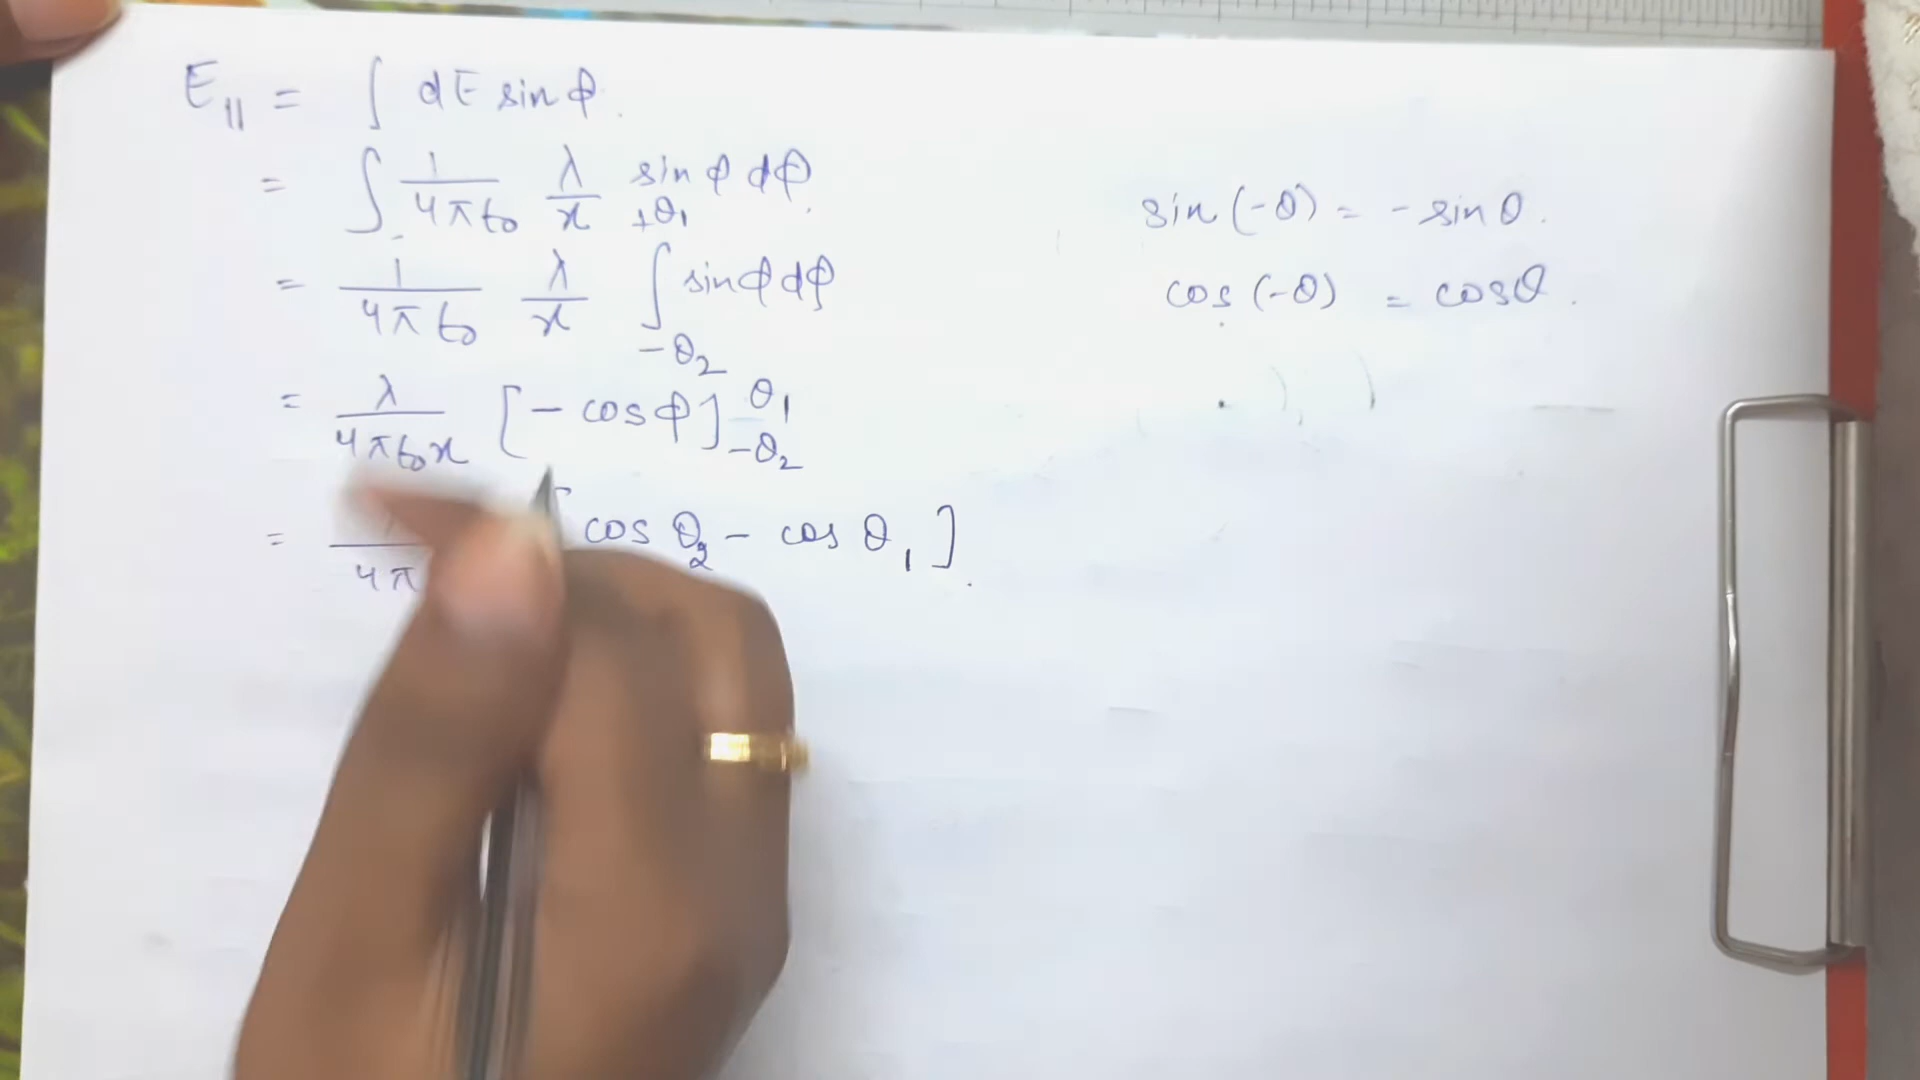 E∥ = ∫ dE sin ϕ.
= ∫ 1/4πϵ₀ λ/x sin ϕ dϕ.
= 1/4πϵ₀ λ/x ∫_{-θ₂}^{+θ₁} sin ϕ dϕ
= λ/4πϵ₀x [- cos ϕ]_{-θ₂}^{θ₁}
= 4π [cos θ₂ - cos θ₁].
sin (-θ) = - sin θ.
cos (-θ) = cos θ.